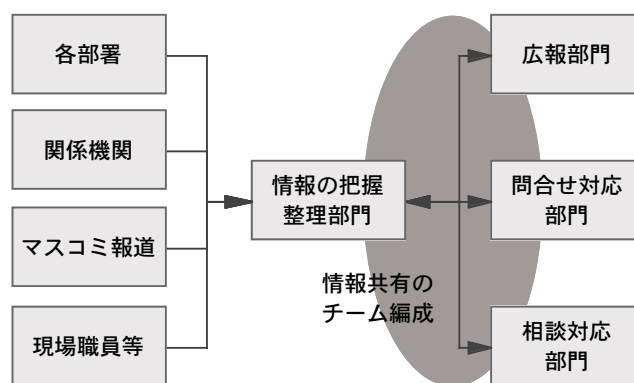 各部署
関係機関
マスコミ報道
現場職員等
情報の把握
整理部門
情報共有の
チーム編成
広報部門
問合せ対応
部門
相談対応
部門